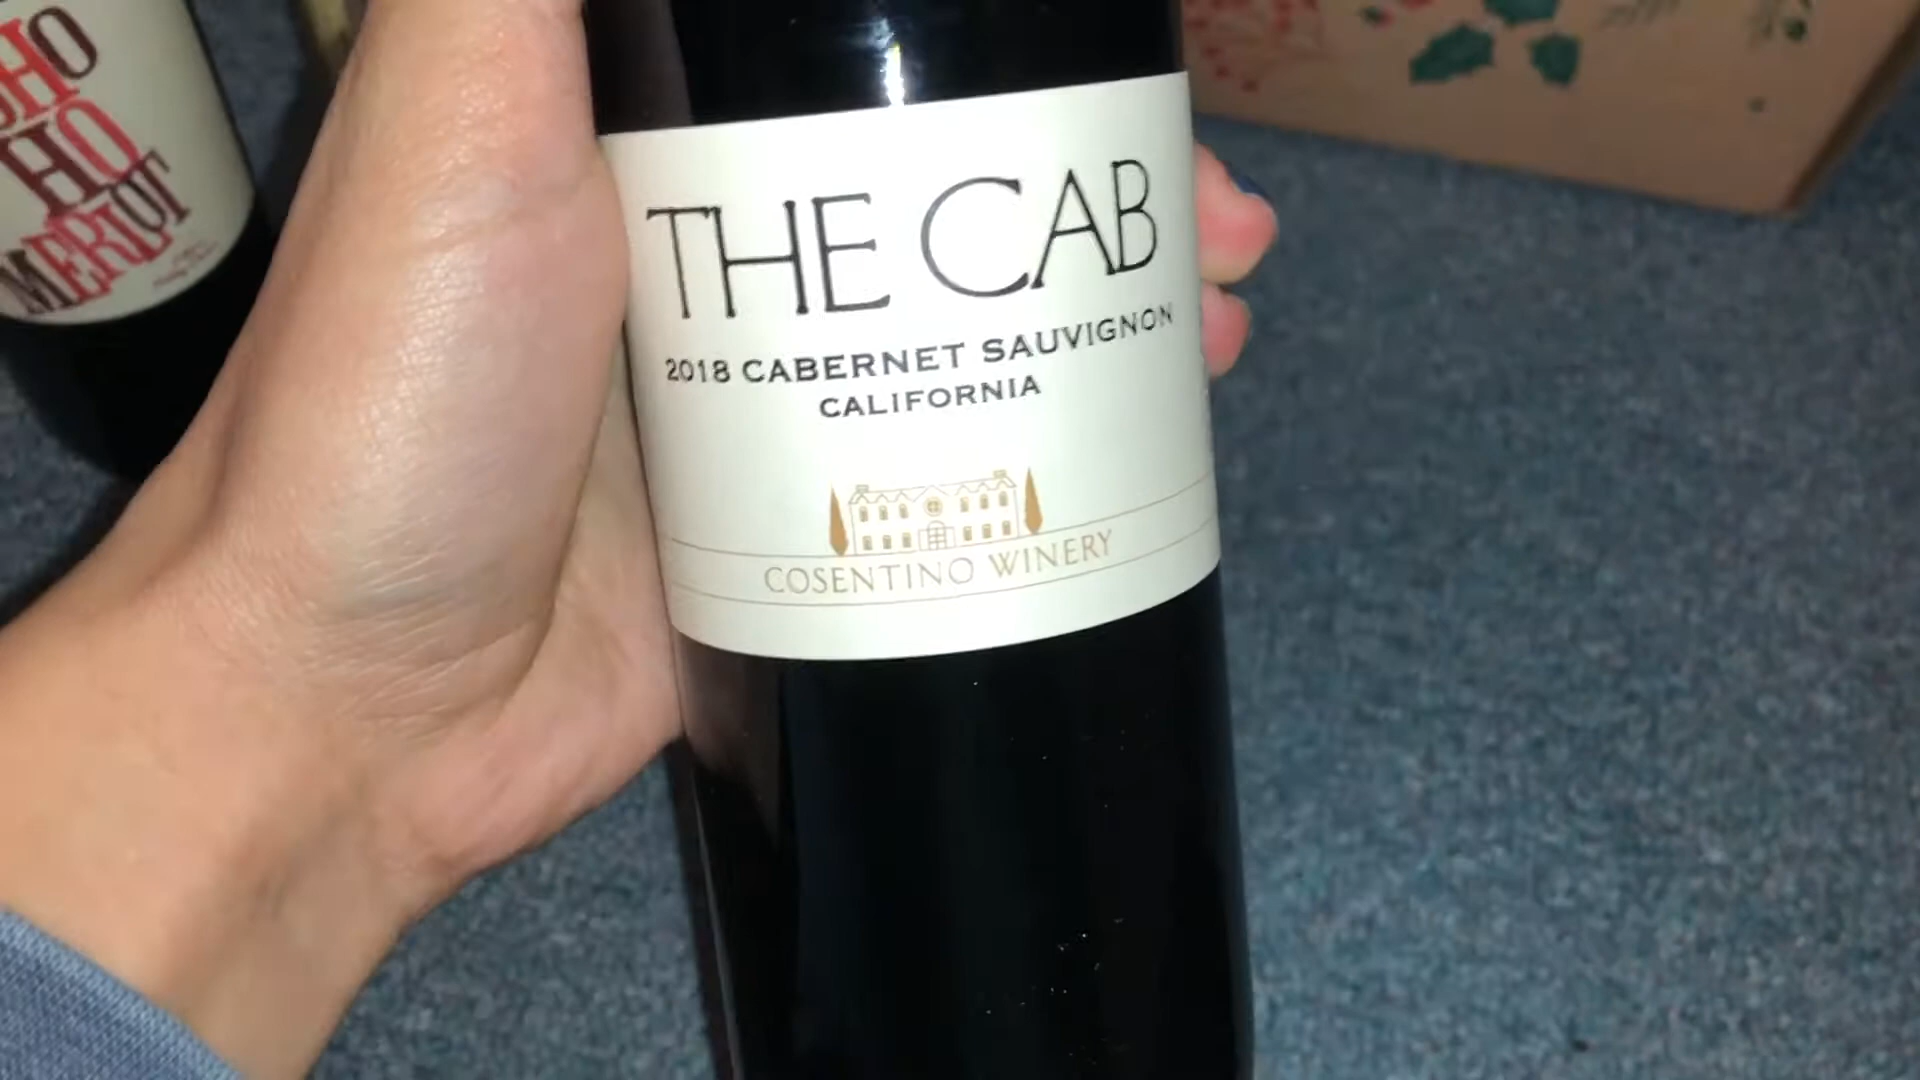 HO
HO
MERLOT
THE CAB
2018 CABERNET SAUVIGNON
CALIFORNIA
COSENTINO WINERY